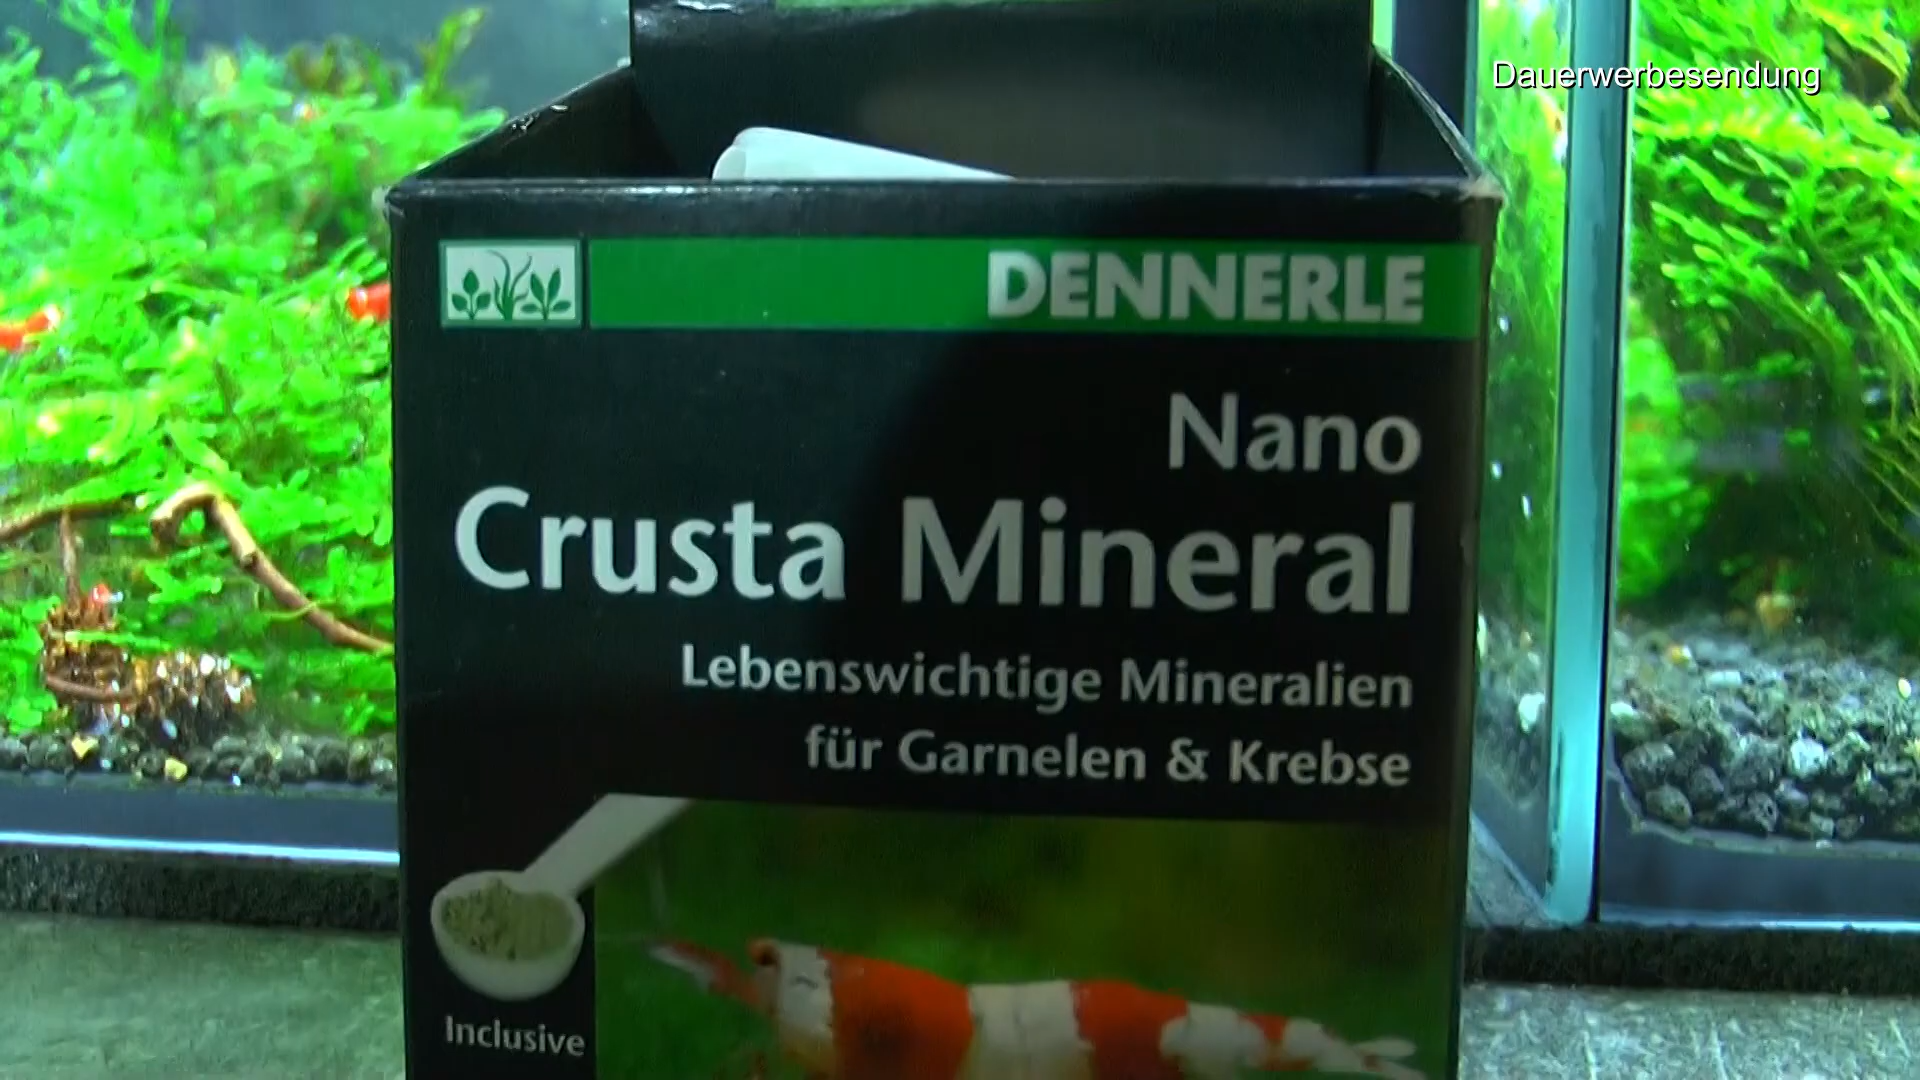 Dauerwerbesendung
DENNERLE
Nano
Crusta Mineral
Lebenswichtige Mineralien
für Garnelen & Krebse
Inclusive